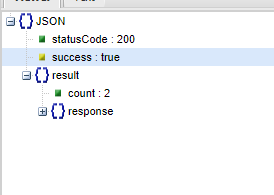 JSON
statusCode : 200
success : true
result
count : 2
response